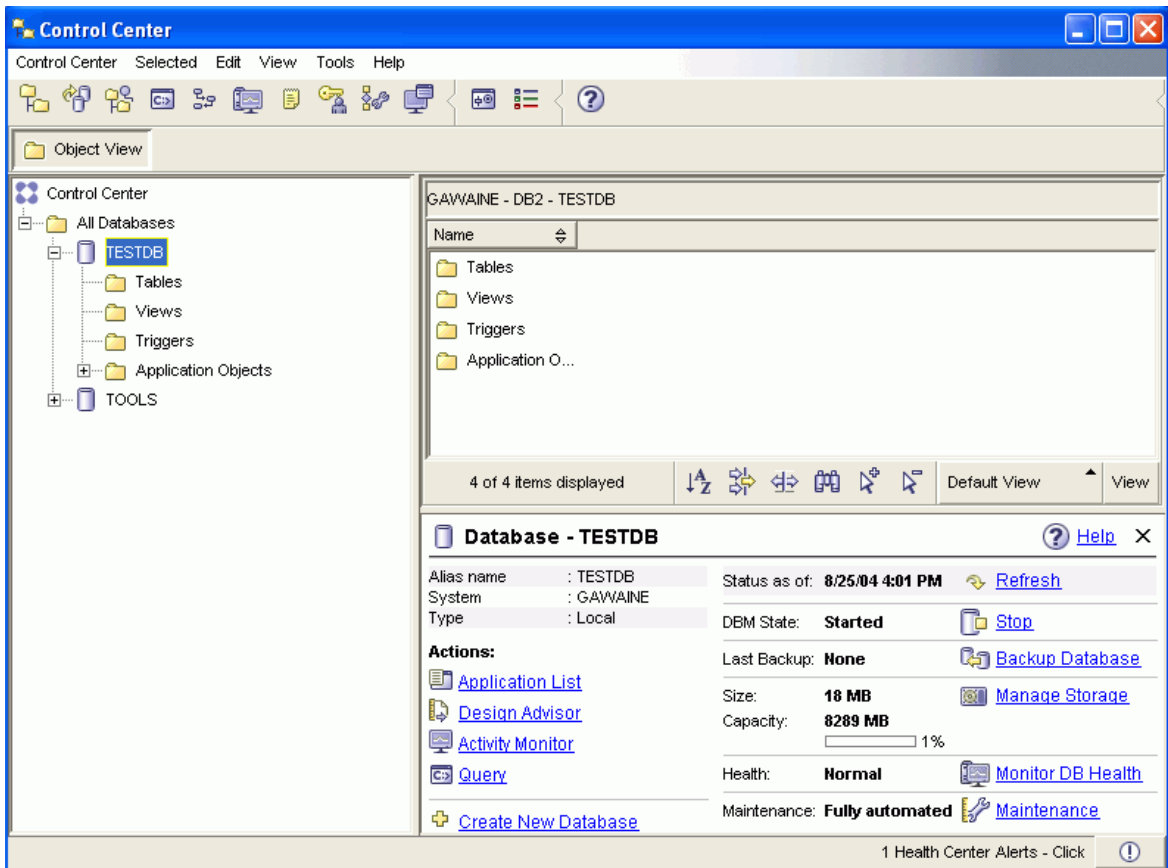 Control Center
Control Center Selected Edit View Tools Help
Object View
Control Center
All Databases
TESTDB
Tables
Views
Triggers
Application Objects
TOOLS
GAWAINE - DB2 - TESTDB
Name
Tables
Views
Triggers
Application O...
4 of 4 items displayed
Default View
View
Database - TESTDB
Help
Alias name : TESTDB
System : GAWAINE
Type : Local
Actions:
Application List
Design Advisor
Activity Monitor
Query
Create New Database
Status as of: 8/25/04 4:01 PM Refresh
DBM State: Started Stop
Last Backup: None Backup Database
Size: 18 MB Manage Storage
Capacity: 8289 MB
1%
Health: Normal Monitor DB Health
Maintenance: Fully automated Maintenance
1 Health Center Alerts - Click